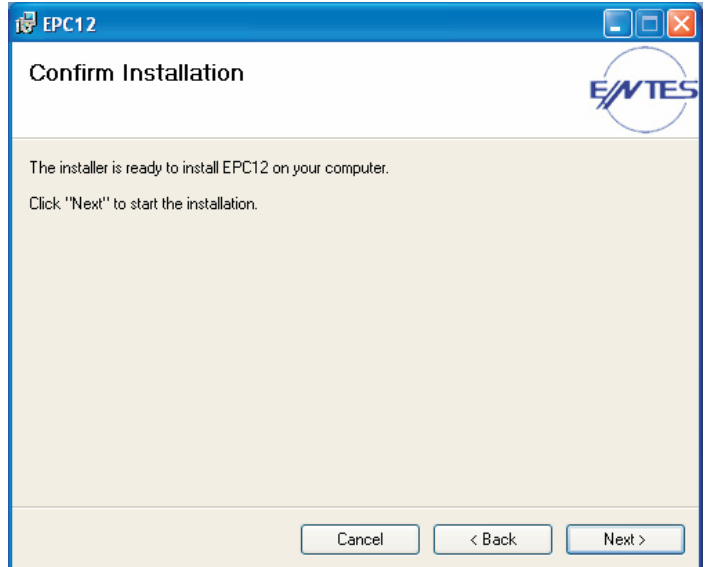 EPC12
Confirm Installation
ENTES
The installer is ready to install EPC12 on your computer.
Click "Next" to start the installation.
Cancel
< Back
Next >